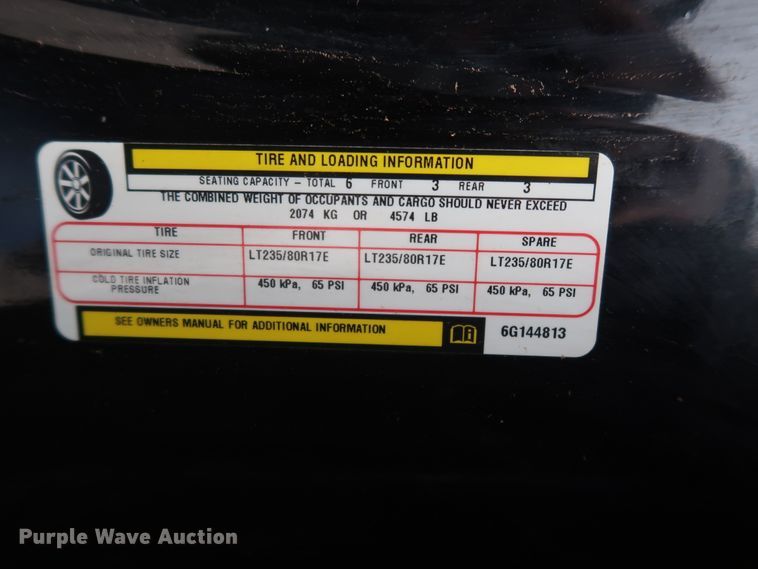 TIRE AND LOADING INFORMATION
SEATING CAPACITY – TOTAL 6 FRONT 3 REAR 3
THE COMBINED WEIGHT OF OCCUPANTS AND CARGO SHOULD NEVER EXCEED
2074 KG OR 4574 LB
TIRE FRONT REAR SPARE
ORIGINAL TIRE SIZE LT235/80R17E LT235/80R17E LT235/80R17E
COLD TIRE INFLATION PRESSURE 450 kPa, 65 PSI 450 kPa, 65 PSI 450 kPa, 65 PSI
SEE OWNERS MANUAL FOR ADDITIONAL INFORMATION 6G144813
Purple Wave Auction